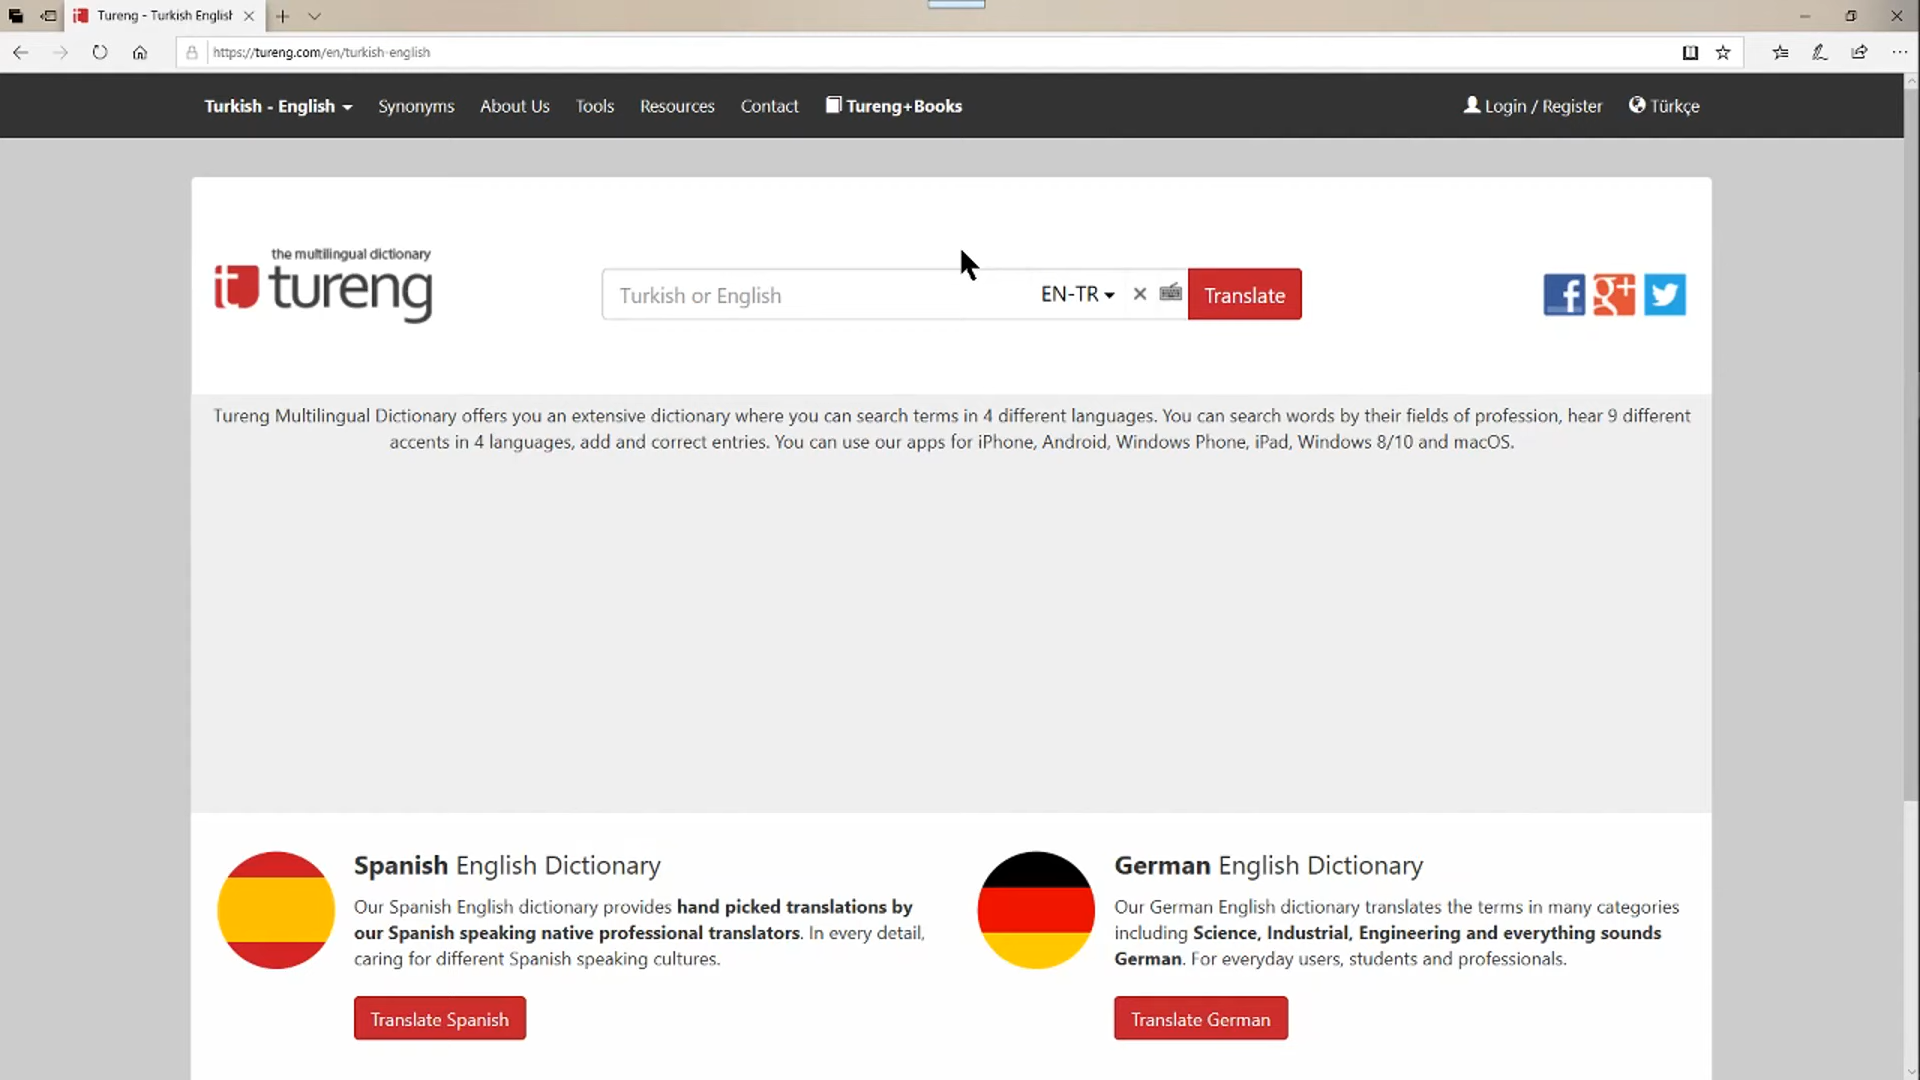 Tureng - Turkish English
https://tureng.com/en/turkish-english
Turkish - English Synonyms About Us Tools Resources Contact Tureng+Books Login / Register Türkçe
the multilingual dictionary
tureng
Turkish or English EN-TR Translate
Tureng Multilingual Dictionary offers you an extensive dictionary where you can search terms in 4 different languages. You can search words by their fields of profession, hear 9 different
accents in 4 languages, add and correct entries. You can use our apps for iPhone, Android, Windows Phone, iPad, Windows 8/10 and macOS.
Spanish English Dictionary
Our Spanish English dictionary provides hand picked translations by
our Spanish speaking native professional translators. In every detail,
caring for different Spanish speaking cultures.
Translate Spanish
German English Dictionary
Our German English dictionary translates the terms in many categories
including Science, Industrial, Engineering and everything sounds
German. For everyday users, students and professionals.
Translate German